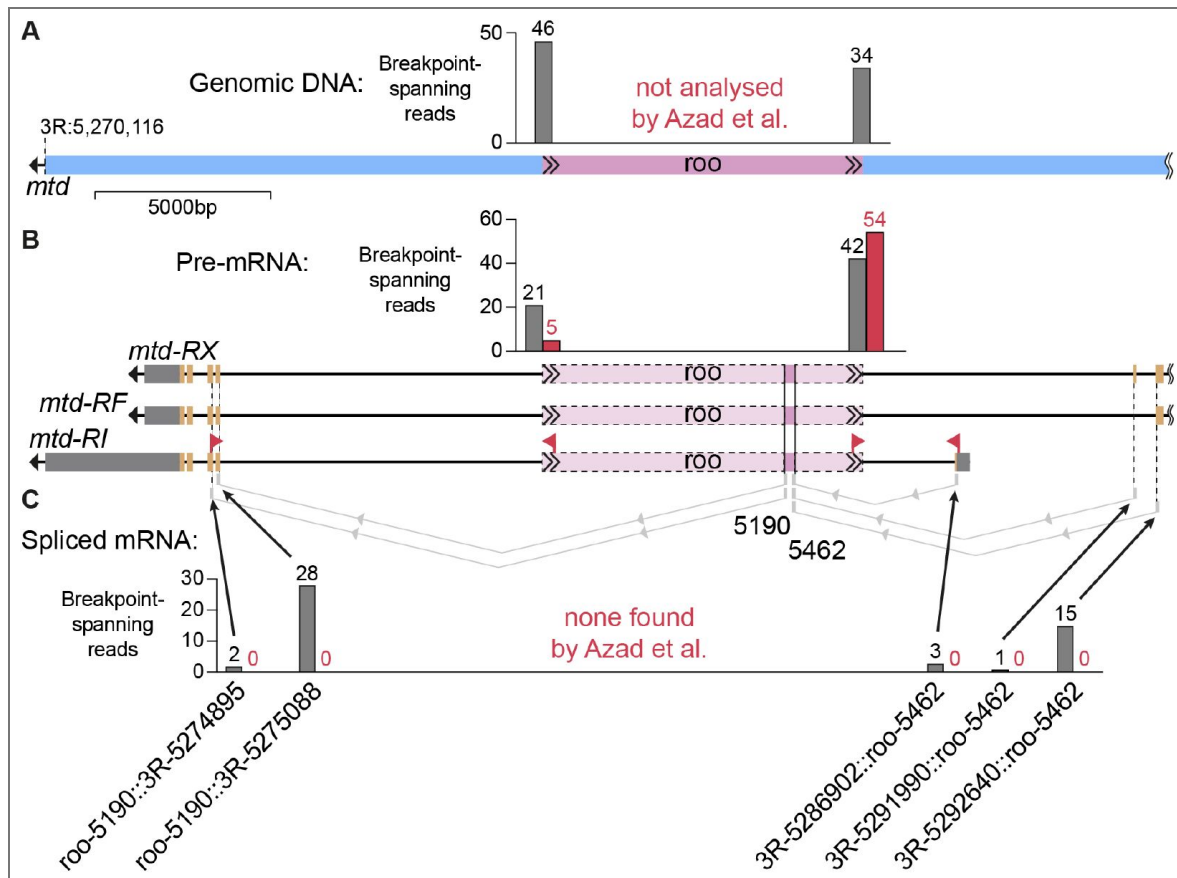 A
Genomic DNA:
Breakpoint-
spanning
reads
50
0
46
34
not analysed
by Azad et al.
3R:5,270,116
roo
mtd
5000bp
B
Pre-mRNA:
Breakpoint-
spanning
reads
60
40
20
0
21
5
42
54
mtd-RX
roo
mtd-RF
roo
mtd-RI
roo
C
5190
5462
Spliced mRNA:
Breakpoint-
spanning
reads
30
20
10
0
2
0
28
0
none found
by Azad et al.
3
0
1
0
15
0
roo-5190::3R-5274895
roo-5190::3R-5275088
3R-5286902::roo-5462
3R-5291990::roo-5462
3R-5292640::roo-5462